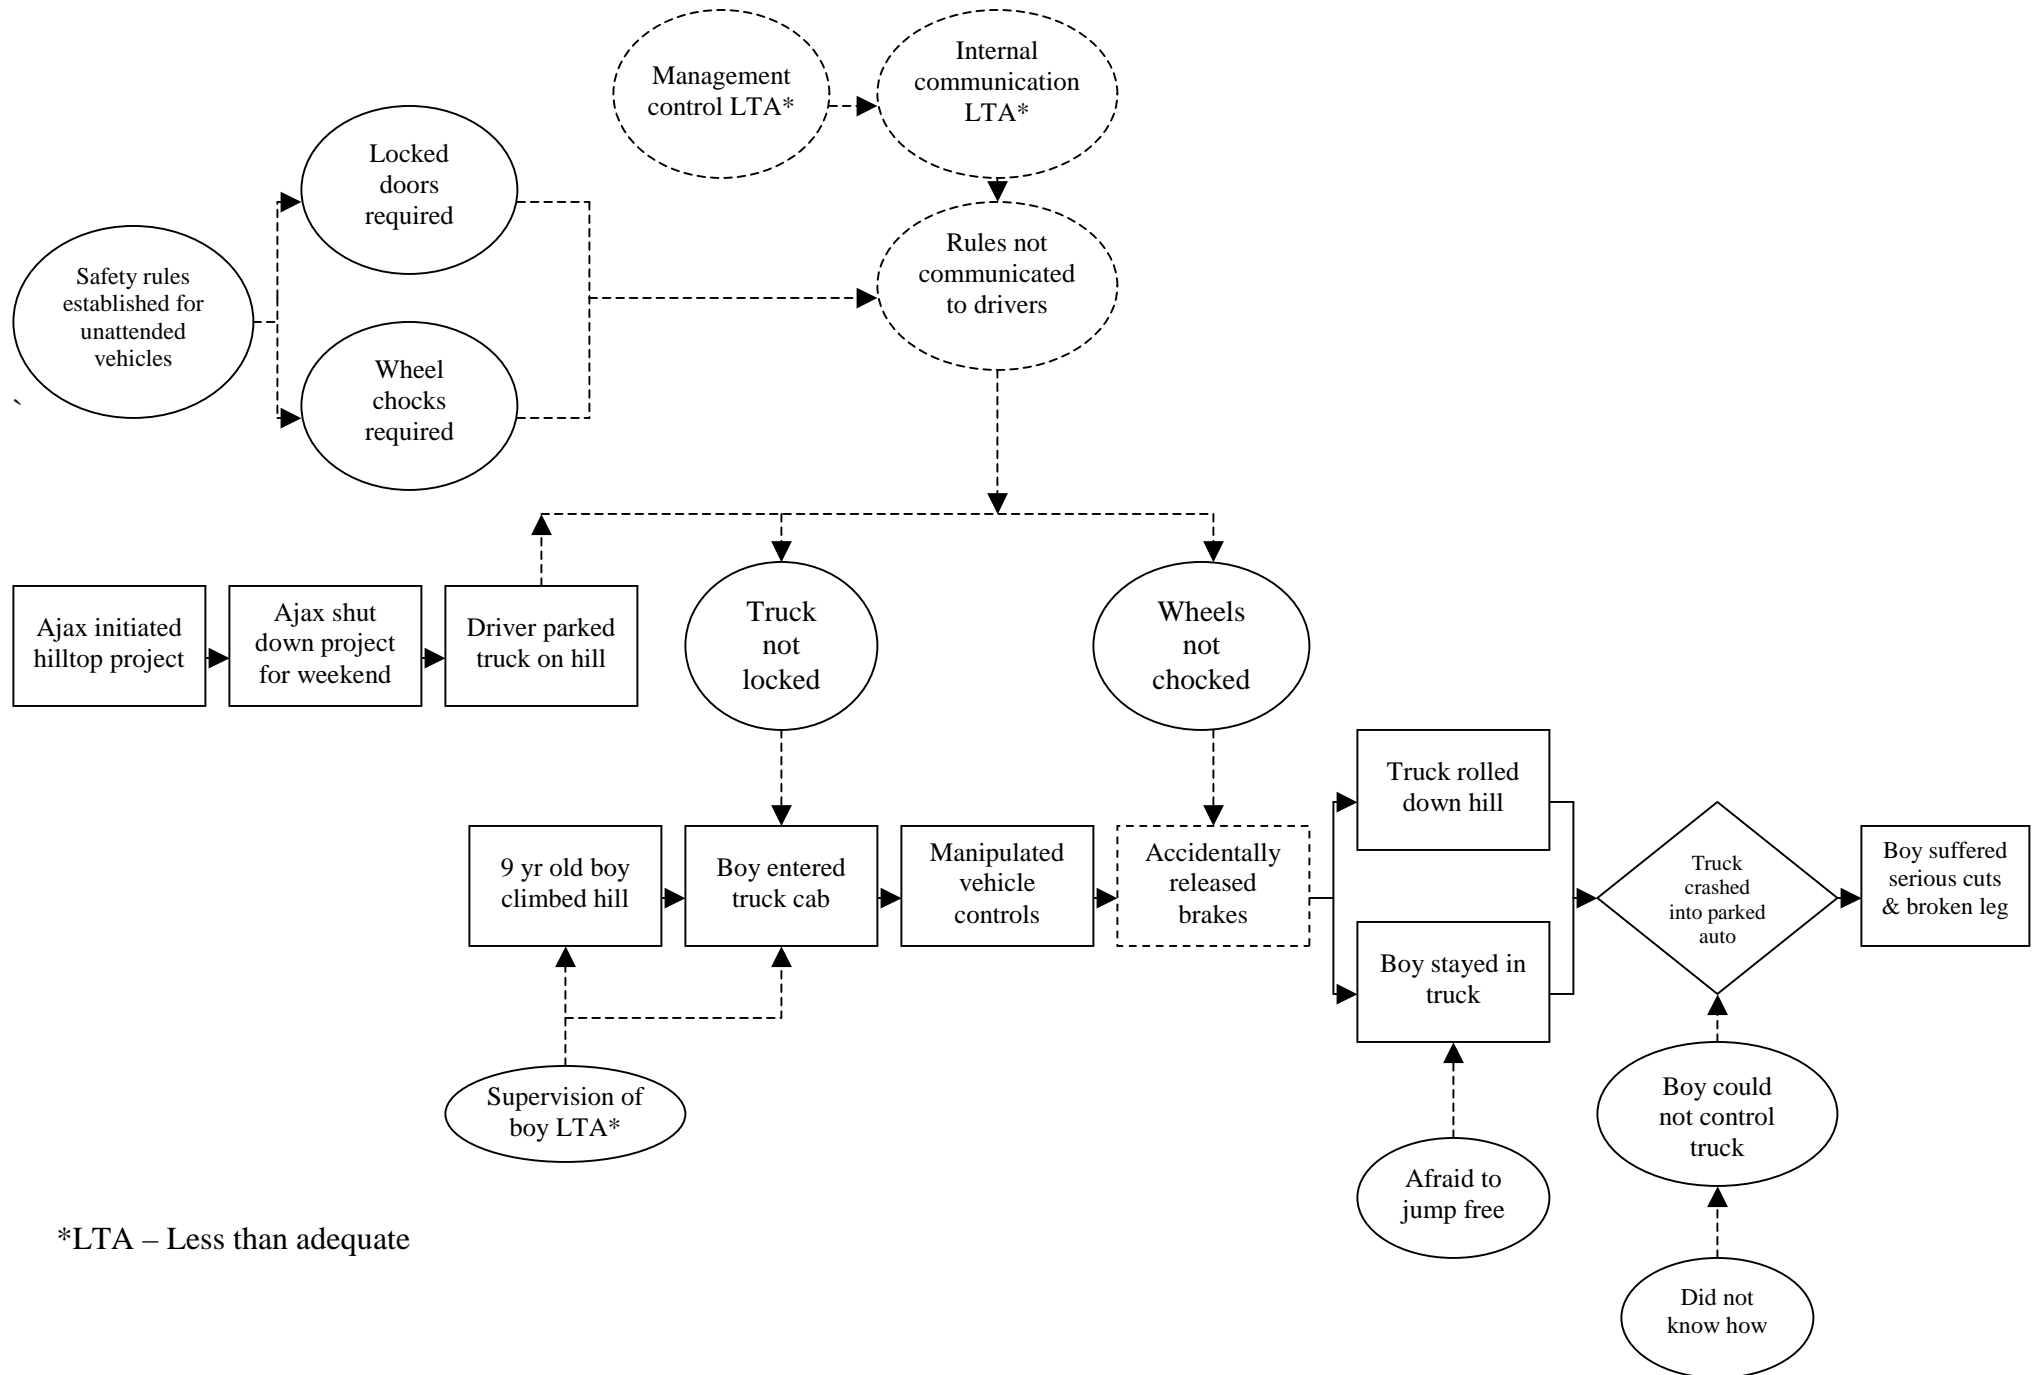 Management
control LTA*
Internal
communication
LTA*
Locked
doors
required
Safety rules
established for
unattended
vehicles
Wheel
chocks
required
`
Rules not
communicated
to drivers
Ajax initiated
hilltop project
Ajax shut
down project
for weekend
Driver parked
truck on hill
Truck
not
locked
Wheels
not
chocked
9 yr old boy
climbed hill
Boy entered
truck cab
Manipulated
vehicle
controls
Accidentally
released
brakes
Truck rolled
down hill
Boy stayed in
truck
Truck
crashed
into parked
auto
Boy suffered
serious cuts
& broken leg
Supervision of
boy LTA*
Afraid to
jump free
Boy could
not control
truck
Did not
know how
*LTA – Less than adequate